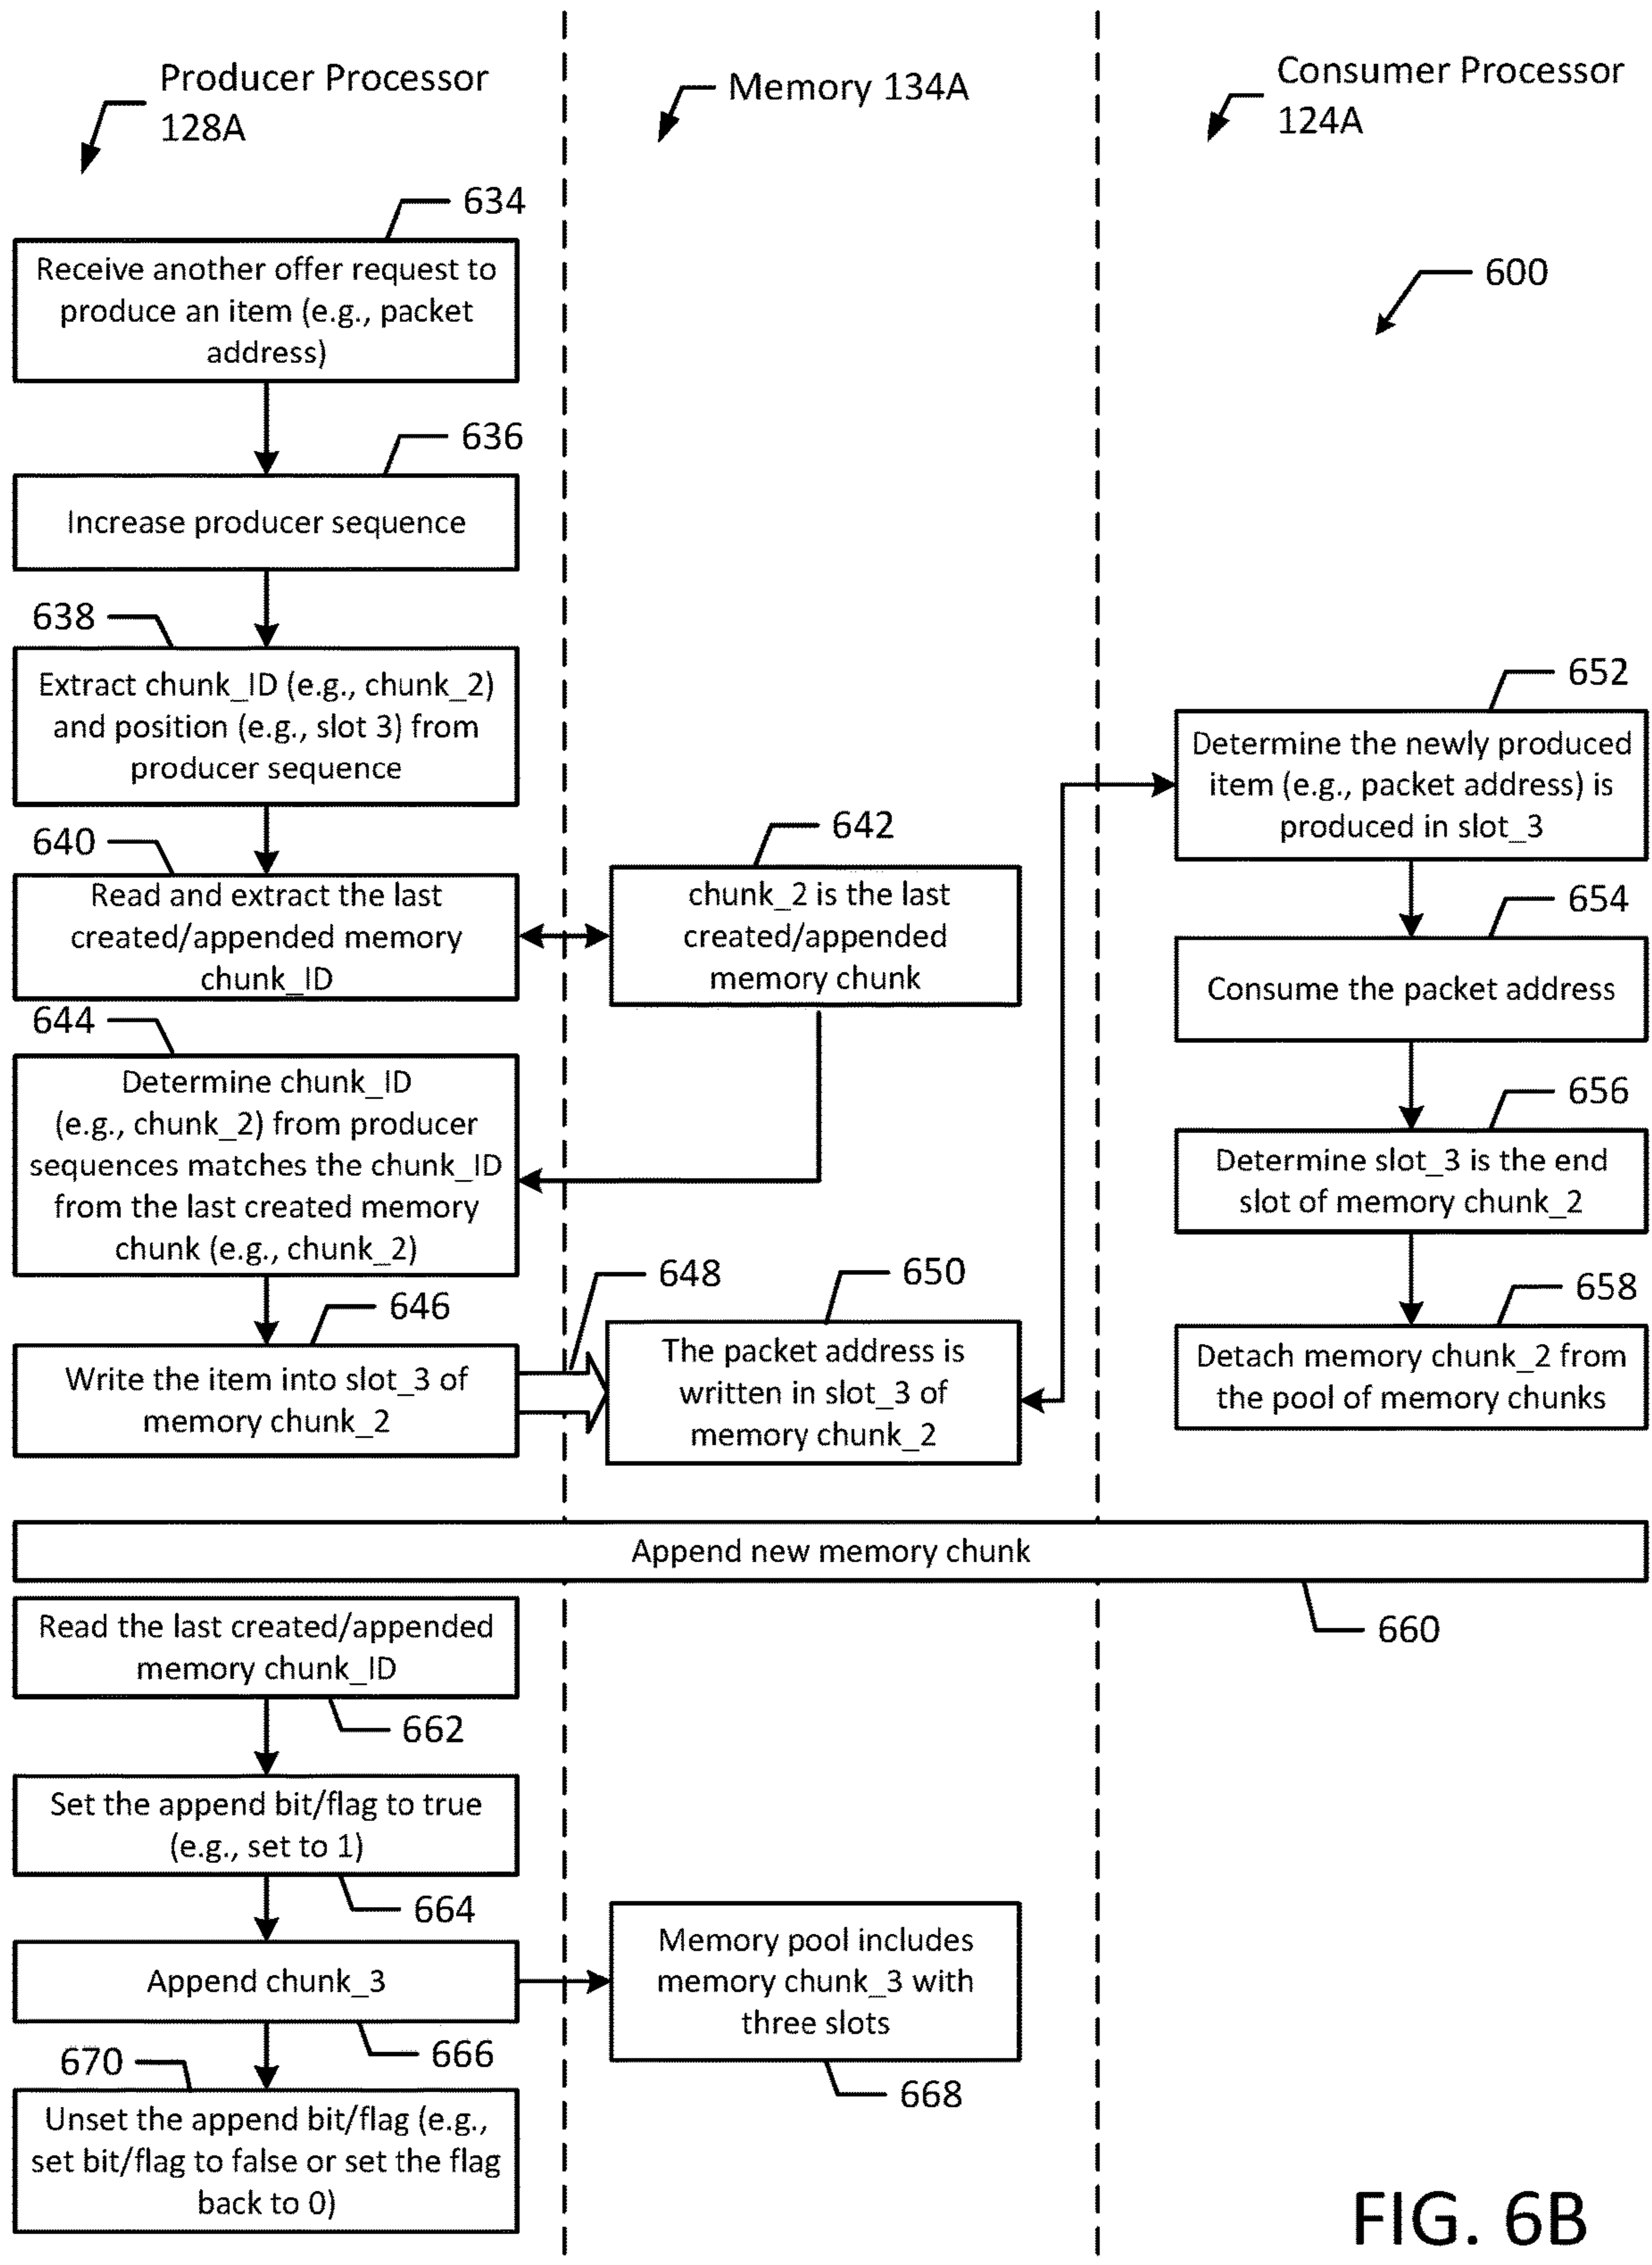 Producer Processor
128A
Memory 134A
Consumer Processor
124A
600
634
Receive another offer request to
produce an item (e.g., packet
address)
636
Increase producer sequence
638
Extract chunk_ID (e.g., chunk_2)
and position (e.g., slot 3) from
producer sequence
640
Read and extract the last
created/appended memory
chunk_ID
642
chunk_2 is the last
created/appended
memory chunk
644
Determine chunk_ID
(e.g., chunk_2) from producer
sequences matches the chunk_ID
from the last created memory
chunk (e.g., chunk_2)
646
Write the item into slot_3 of
memory chunk_2
648
650
The packet address is
written in slot_3 of
memory chunk_2
652
Determine the newly produced
item (e.g., packet address) is
produced in slot_3
654
Consume the packet address
656
Determine slot_3 is the end
slot of memory chunk_2
658
Detach memory chunk_2 from
the pool of memory chunks
Append new memory chunk
660
Read the last created/appended
memory chunk_ID
662
Set the append bit/flag to true
(e.g., set to 1)
664
Append chunk_3
666
Memory pool includes
memory chunk_3 with
three slots
668
670
Unset the append bit/flag (e.g.,
set bit/flag to false or set the flag
back to 0)
FIG. 6B